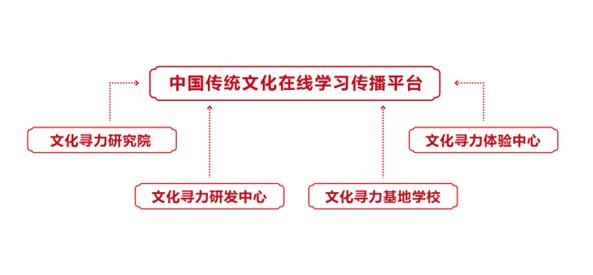 中国传统文化在线学习传播平台
文化寻力研究院
文化寻力体验中心
文化寻力研发中心
文化寻力基地学校